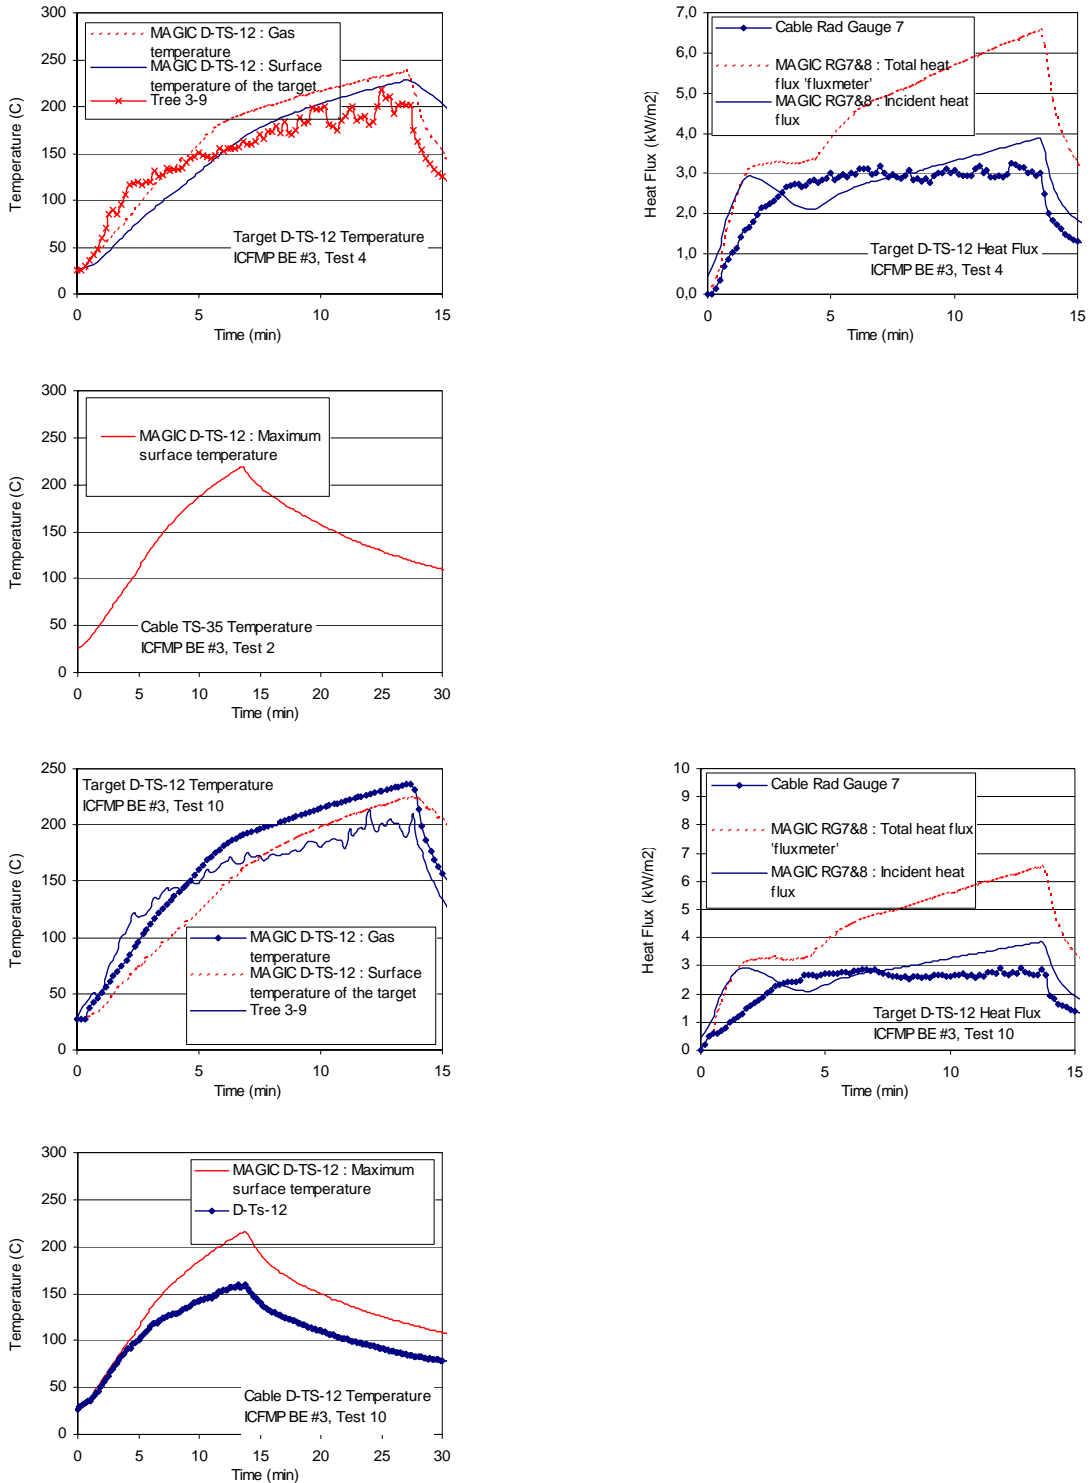 300
250
200
150
100
50
0
Temperature (C)
MAGIC D-TS-12 : Gas
temperature
MAGIC D-TS-12 : Surface
temperature of the target
Tree 3-9
Target D-TS-12 Temperature
ICFMP BE #3, Test 4
0 5 10 15
Time (min)
7,0
6,0
5,0
4,0
3,0
2,0
1,0
0,0
Heat Flux (kW/m2)
Cable Rad Gauge 7
MAGIC RG7&8 : Total heat
flux 'fluxmeter'
MAGIC RG7&8 : Incident heat
flux
Target D-TS-12 Heat Flux
ICFMP BE #3, Test 4
0 5 10 15
Time (min)
300
250
200
150
100
50
0
Temperature (C)
MAGIC D-TS-12 : Maximum
surface temperature
Cable TS-35 Temperature
ICFMP BE #3, Test 2
0 5 10 15 20 25 30
Time (min)
250
200
150
100
50
0
Temperature (C)
Target D-TS-12 Temperature
ICFMP BE #3, Test 10
MAGIC D-TS-12 : Gas
temperature
MAGIC D-TS-12 : Surface
temperature of the target
Tree 3-9
0 5 10 15
Time (min)
10
9
8
7
6
5
4
3
2
1
0
Heat Flux (kW/m2)
Cable Rad Gauge 7
MAGIC RG7&8 : Total heat flux
'fluxmeter'
MAGIC RG7&8 : Incident heat
flux
Target D-TS-12 Heat Flux
ICFMP BE #3, Test 10
0 5 10 15
Time (min)
300
250
200
150
100
50
0
Temperature (C)
MAGIC D-TS-12 : Maximum
surface temperature
D-Ts-12
Cable D-TS-12 Temperature
ICFMP BE #3, Test 10
0 5 10 15 20 25 30
Time (min)